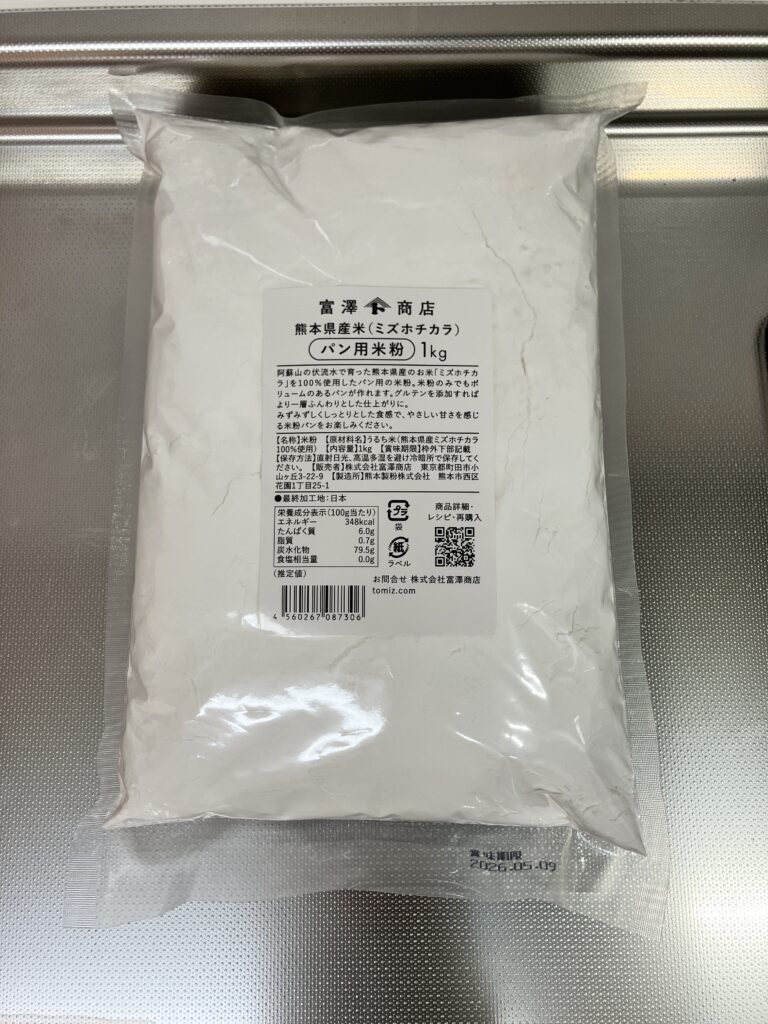 富澤商店
熊本県産米(ミズホチカラ)
パン用米粉 1kg
阿蘇山の伏流水で育った熊本県産のお米「ミズホチカ
ラ」を100%使用したパン用の米粉。米粉のみでもボ
リュームのあるパンが作れます。グルテンを添加すれば
より一層ふんわりとした仕上がりに。
みずみずしくしっとりとした食感で、やさしい甘さを感じ
る米粉パンをお楽しみください。
【名称】米粉 【原材料名】うるち米(熊本県産ミズホチカラ
100%使用) 【内容量】1kg 【賞味期限】枠外下部記載
【保存方法】直射日光、高温多湿を避け冷暗所で保存してく
ださい。 【販売者】株式会社富澤商店 東京都町田市小
山ヶ丘3-22-9 【製造所】熊本製粉株式会社 熊本市西区
花園1丁目25-1
●最終加工地:日本
栄養成分表示(100g当たり)
エネルギー 348kcal
たんぱく質 6.0g
脂質 0.7g
炭水化物 79.5g
食塩相当量 0.0g
(推定値)
プラ
袋
紙
ラベル
商品詳細・
レシピ・再購入
お問合せ 株式会社富澤商店
tomiz.com
4 560267 087306
賞味期限
2026.05.09